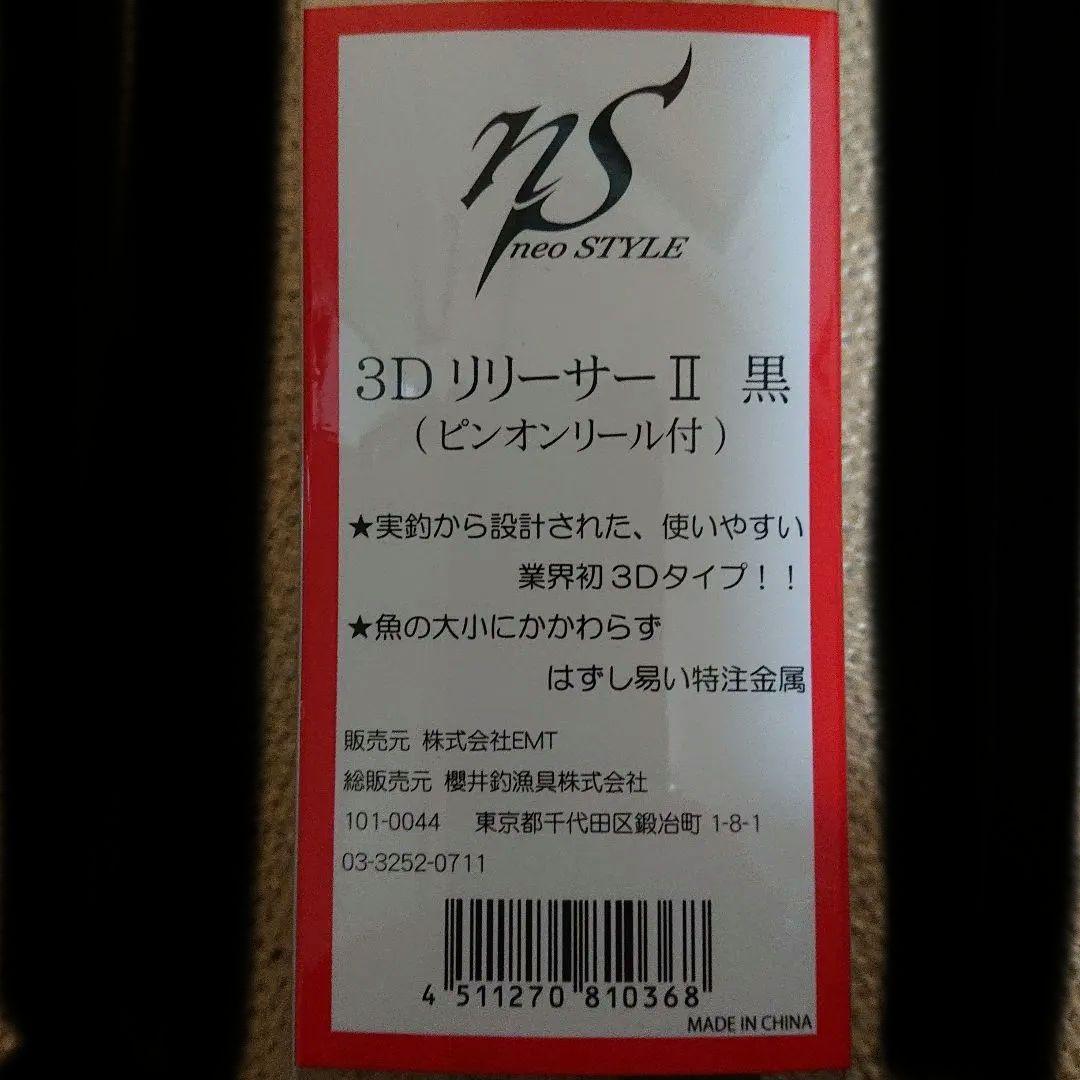 ns
neo STYLE
3D リリーサーⅡ 黒
(ピンオンリール付)
★実釣から設計された、使いやすい
業界初3Dタイプ！！
★魚の大小にかかわらず
はずし易い特注金属
販売元 株式会社EMT
総販売元 櫻井釣漁具株式会社
101-0044 東京都千代田区鍛冶町 1-8-1
03-3252-0711
4 511270 810368
MADE IN CHINA